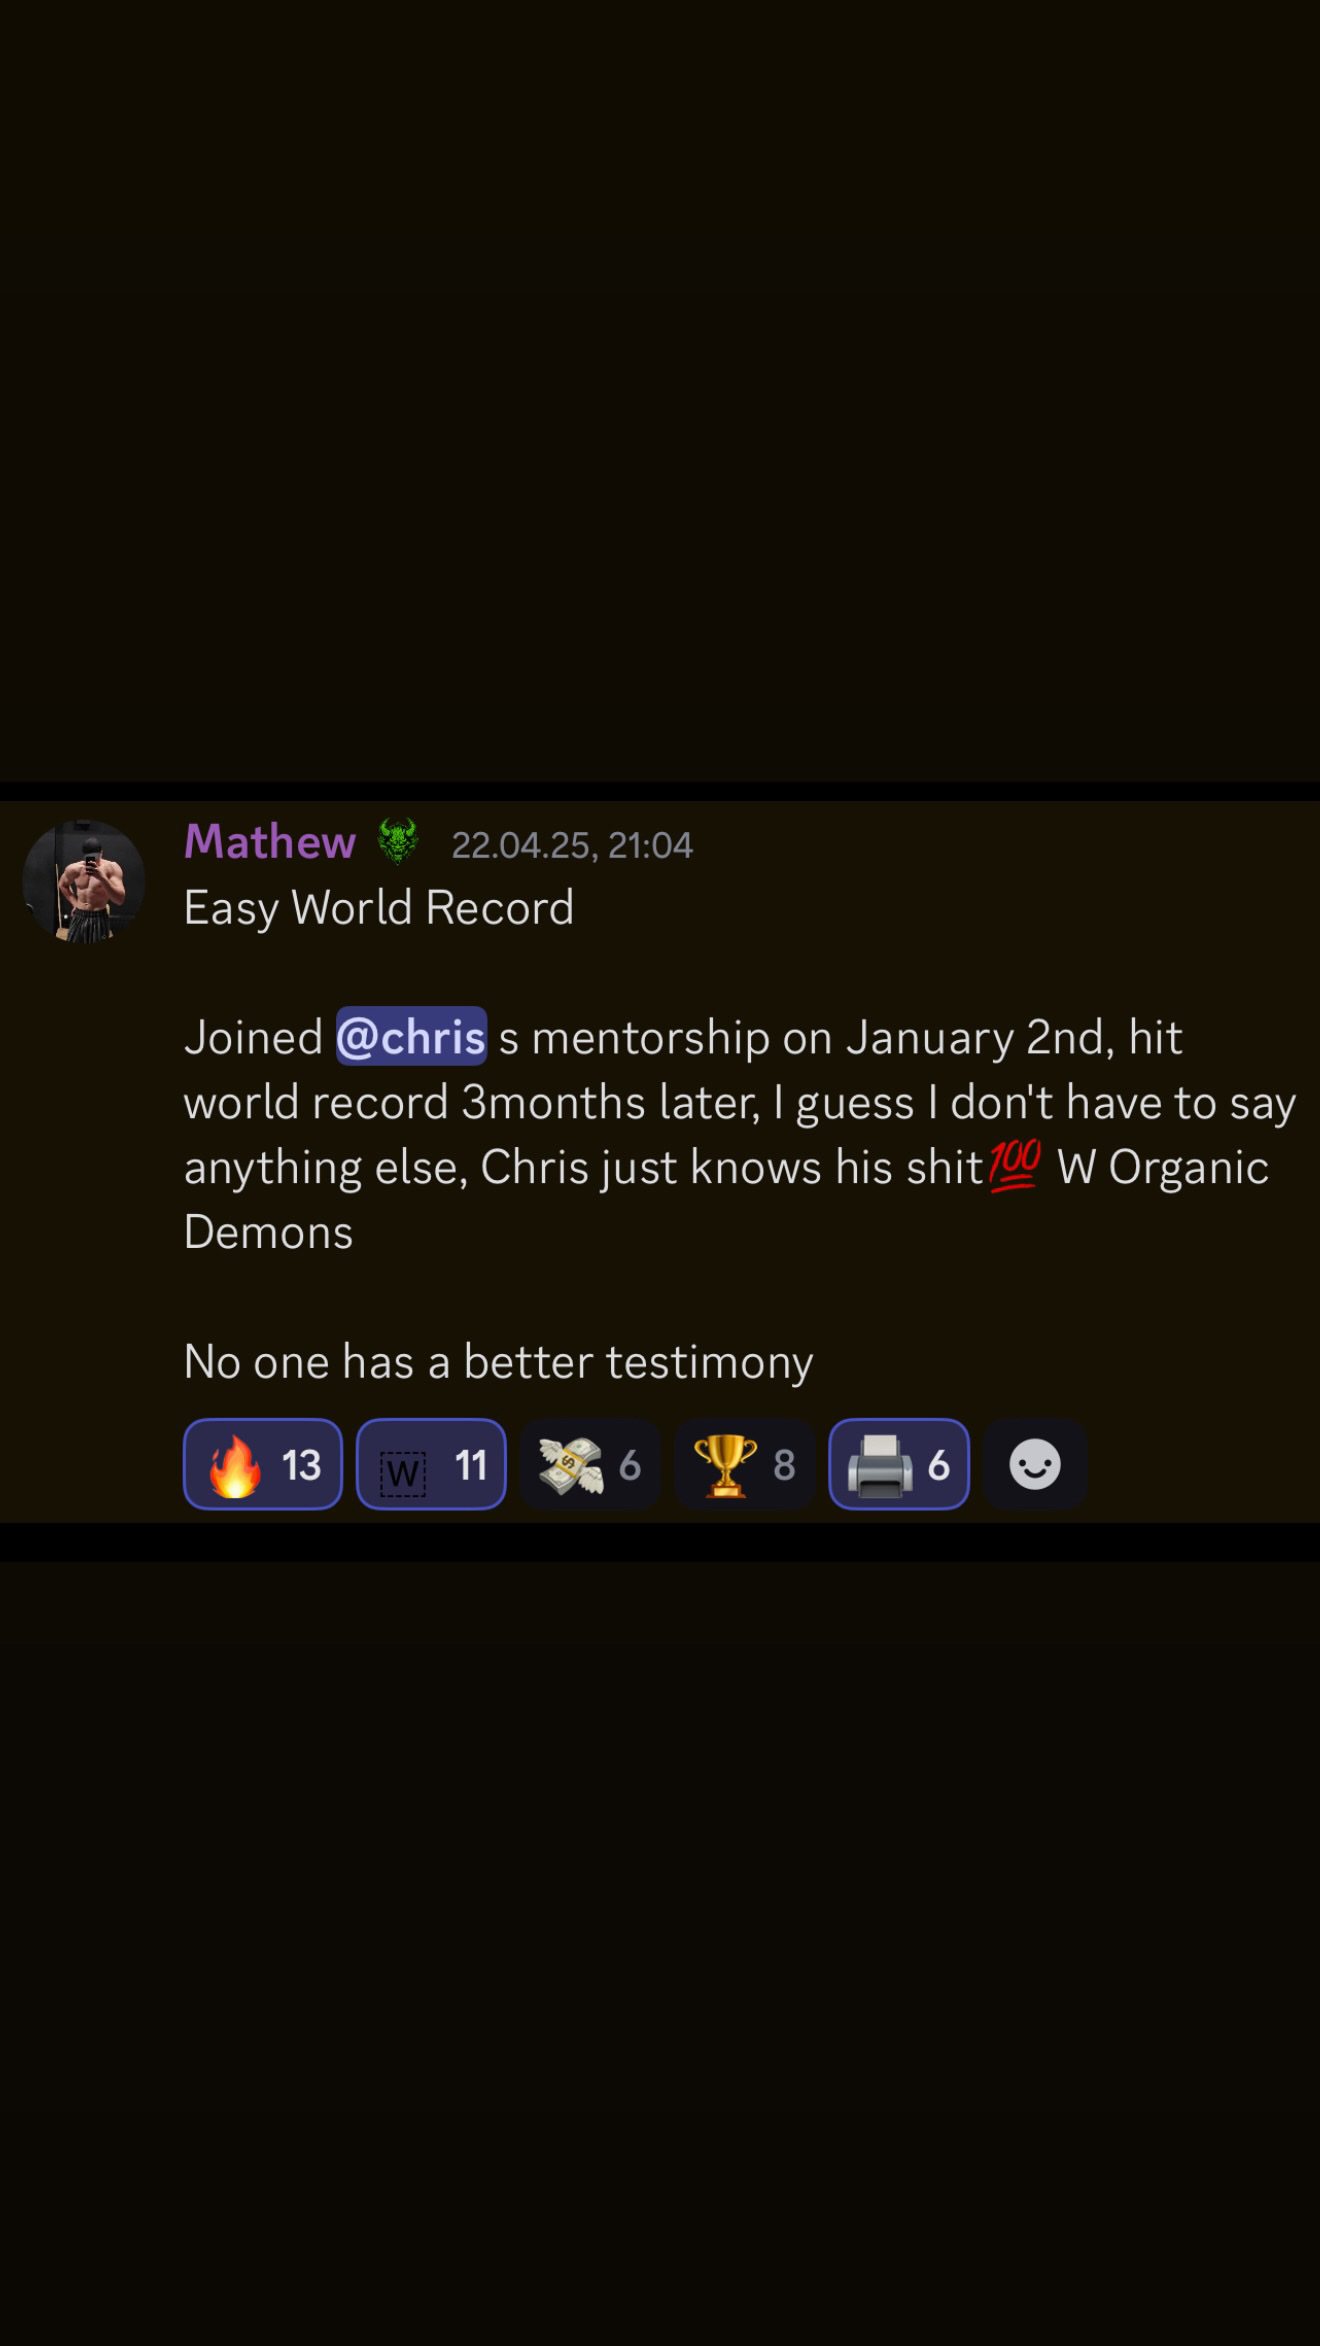 Mathew 22.04.25, 21:04
Easy World Record
Joined @chris s mentorship on January 2nd, hit
world record 3months later, I guess I don't have to say
anything else, Chris just knows his shit💯 W Organic
Demons
No one has a better testimony
🔥 13 W 11 💸 6 🏆 8 🖨️ 6